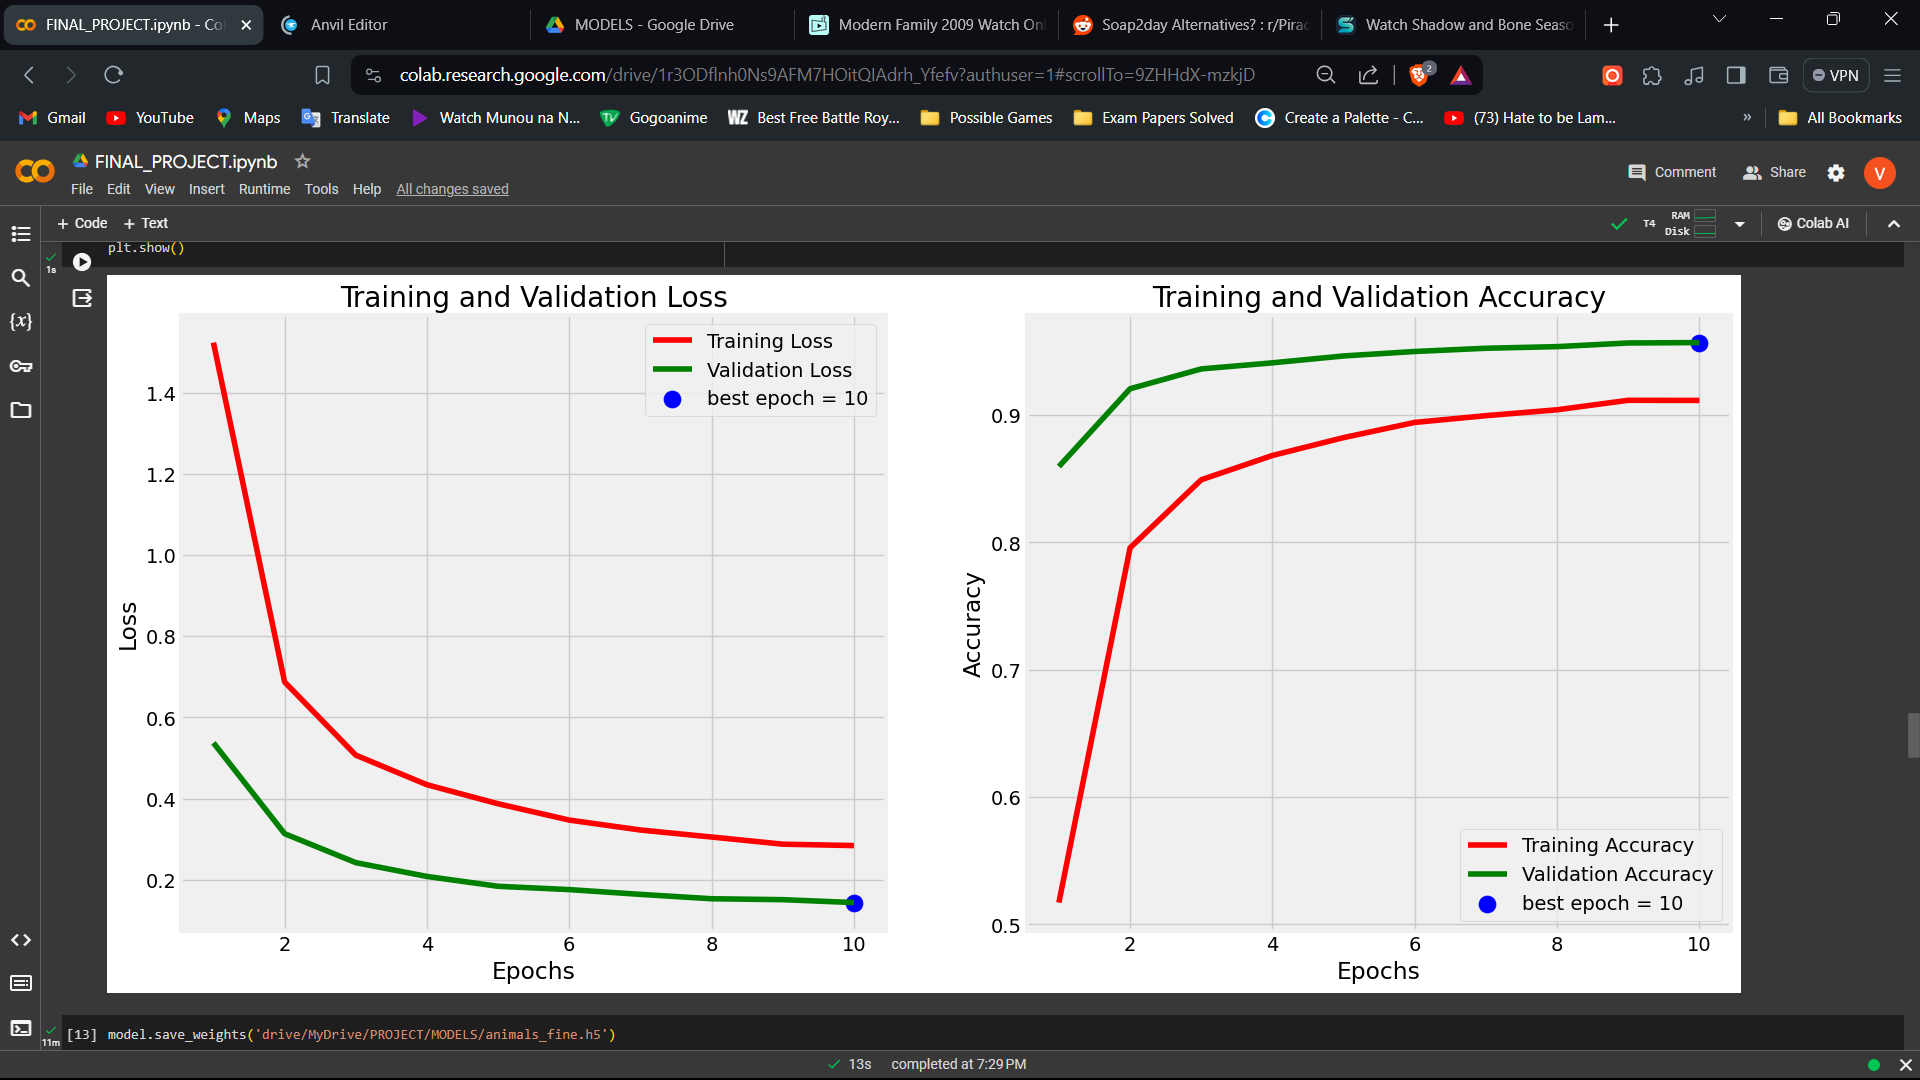 FINAL_PROJECT.ipynb - Co
Anvil Editor
MODELS - Google Drive
Modern Family 2009 Watch On
Soap2day Alternatives? : r/Pirac
Watch Shadow and Bone Seaso
colab.research.google.com/drive/1r3ODflnh0Ns9AFM7HOitQIAdrh_Yfefv?authuser=1#scrollTo=9ZHHdX-mzkjD
2
VPN
Gmail
YouTube
Maps
Translate
Watch Munou na N...
Gogoanime
Best Free Battle Roy...
Possible Games
Exam Papers Solved
Create a Palette - C...
(73) Hate to be Lam...
»
All Bookmarks
FINAL_PROJECT.ipynb
Comment
Share
V
File Edit View Insert Runtime Tools Help All changes saved
+ Code + Text
T4
RAM
Disk
Colab AI
plt.show()
1s
{x}
Training and Validation Loss
Training Loss
Validation Loss
best epoch = 10
1.4
1.2
1.0
0.8
0.6
0.4
0.2
Loss
2 4 6 8 10
Epochs
Training and Validation Accuracy
0.9
0.8
0.7
0.6
0.5
Accuracy
Training Accuracy
Validation Accuracy
best epoch = 10
2 4 6 8 10
Epochs
11m
[13] model.save_weights('drive/MyDrive/PROJECT/MODELS/animals_fine.h5')
13s completed at 7:29 PM